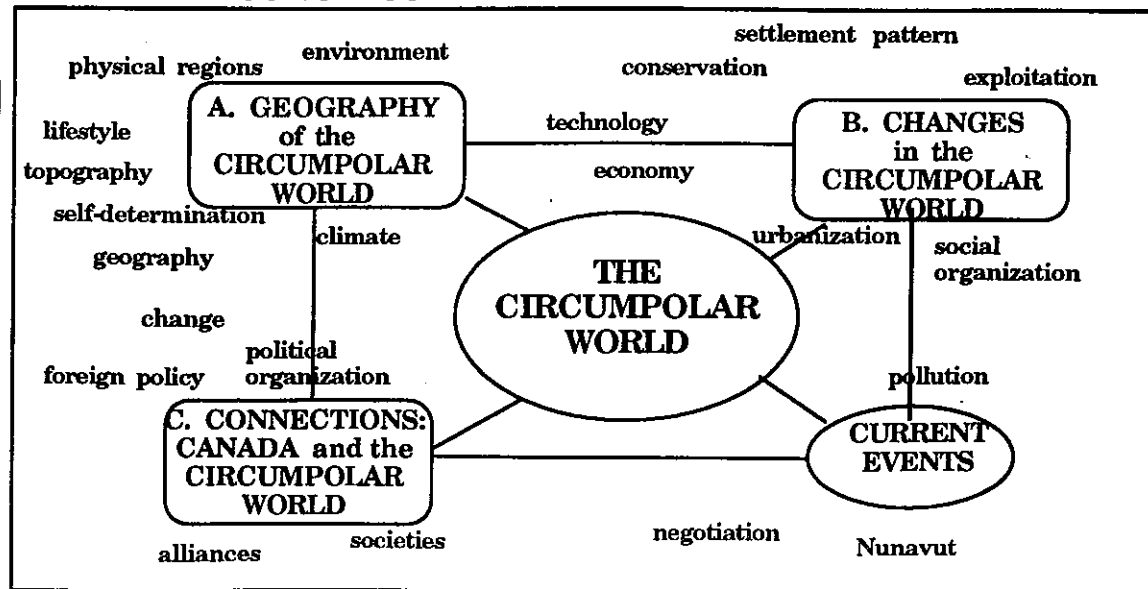 settlement pattern
environment
conservation
physical regions
exploitation
A. GEOGRAPHY
of the
CIRCUMPOLAR
WORLD
technology
B. CHANGES
in the
CIRCUMPOLAR
WORLD
lifestyle
topography
economy
self-determination
climate
urbanization
social
organization
geography
THE
CIRCUMPOLAR
WORLD
change
political
organization
foreign policy
pollution
C. CONNECTIONS:
CANADA and the
CIRCUMPOLAR
WORLD
CURRENT
EVENTS
alliances
societies
negotiation
Nunavut